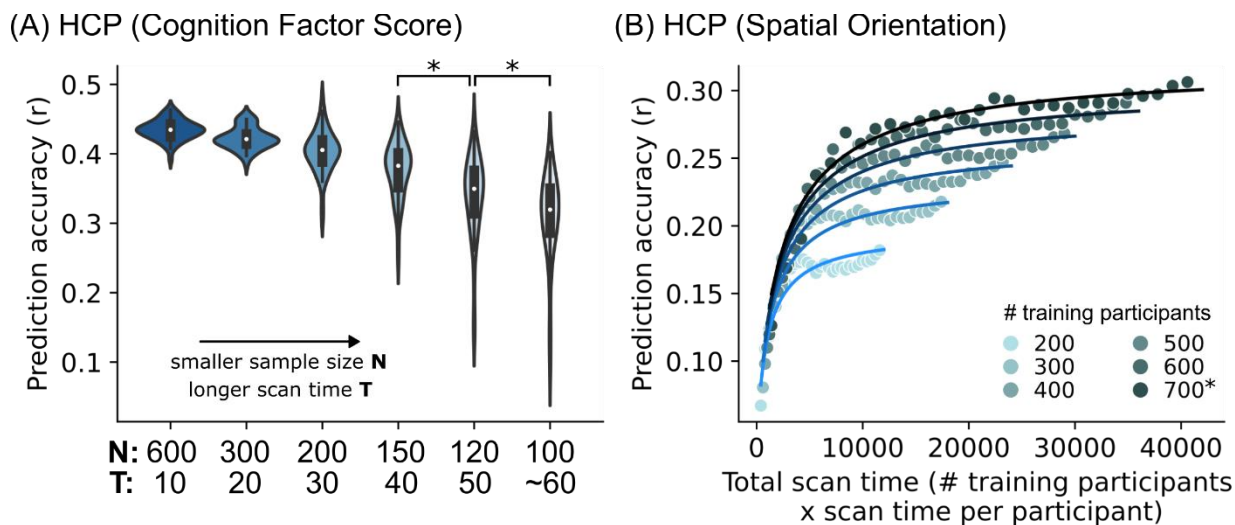 (A) HCP (Cognition Factor Score)
Prediction accuracy (r)
0.5
0.4
0.3
0.2
0.1
* *
smaller sample size N
longer scan time T
N: 600 300 200 150 120 100
T: 10 20 30 40 50 ~60
(B) HCP (Spatial Orientation)
Prediction accuracy (r)
0.30
0.25
0.20
0.15
0.10
# training participants
200 500
300 600
400 700*
0 10000 20000 30000 40000
Total scan time (# training participants
x scan time per participant)